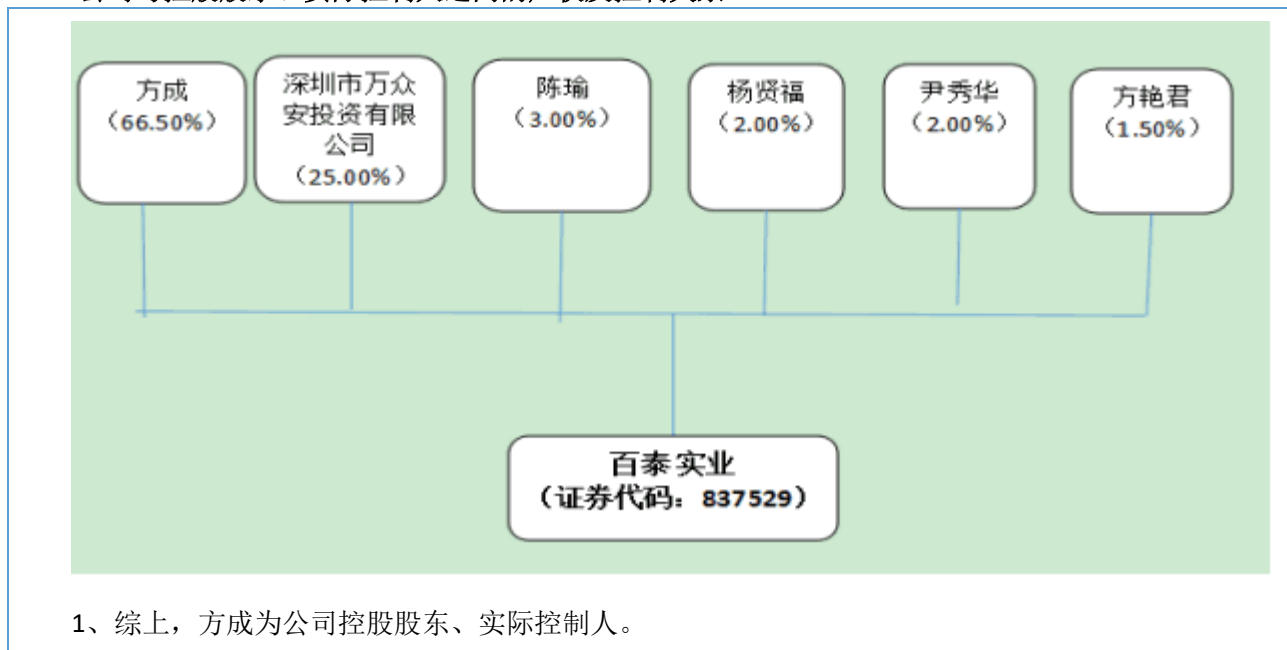 方成
（66.50%）
深圳市万众
安投资有限
公司
（25.00%）
陈瑜
（3.00%）
杨贤福
（2.00%）
尹秀华
（2.00%）
方艳君
（1.50%）
百泰实业
（证券代码：837529）
1、综上，方成为公司控股股东、实际控制人。